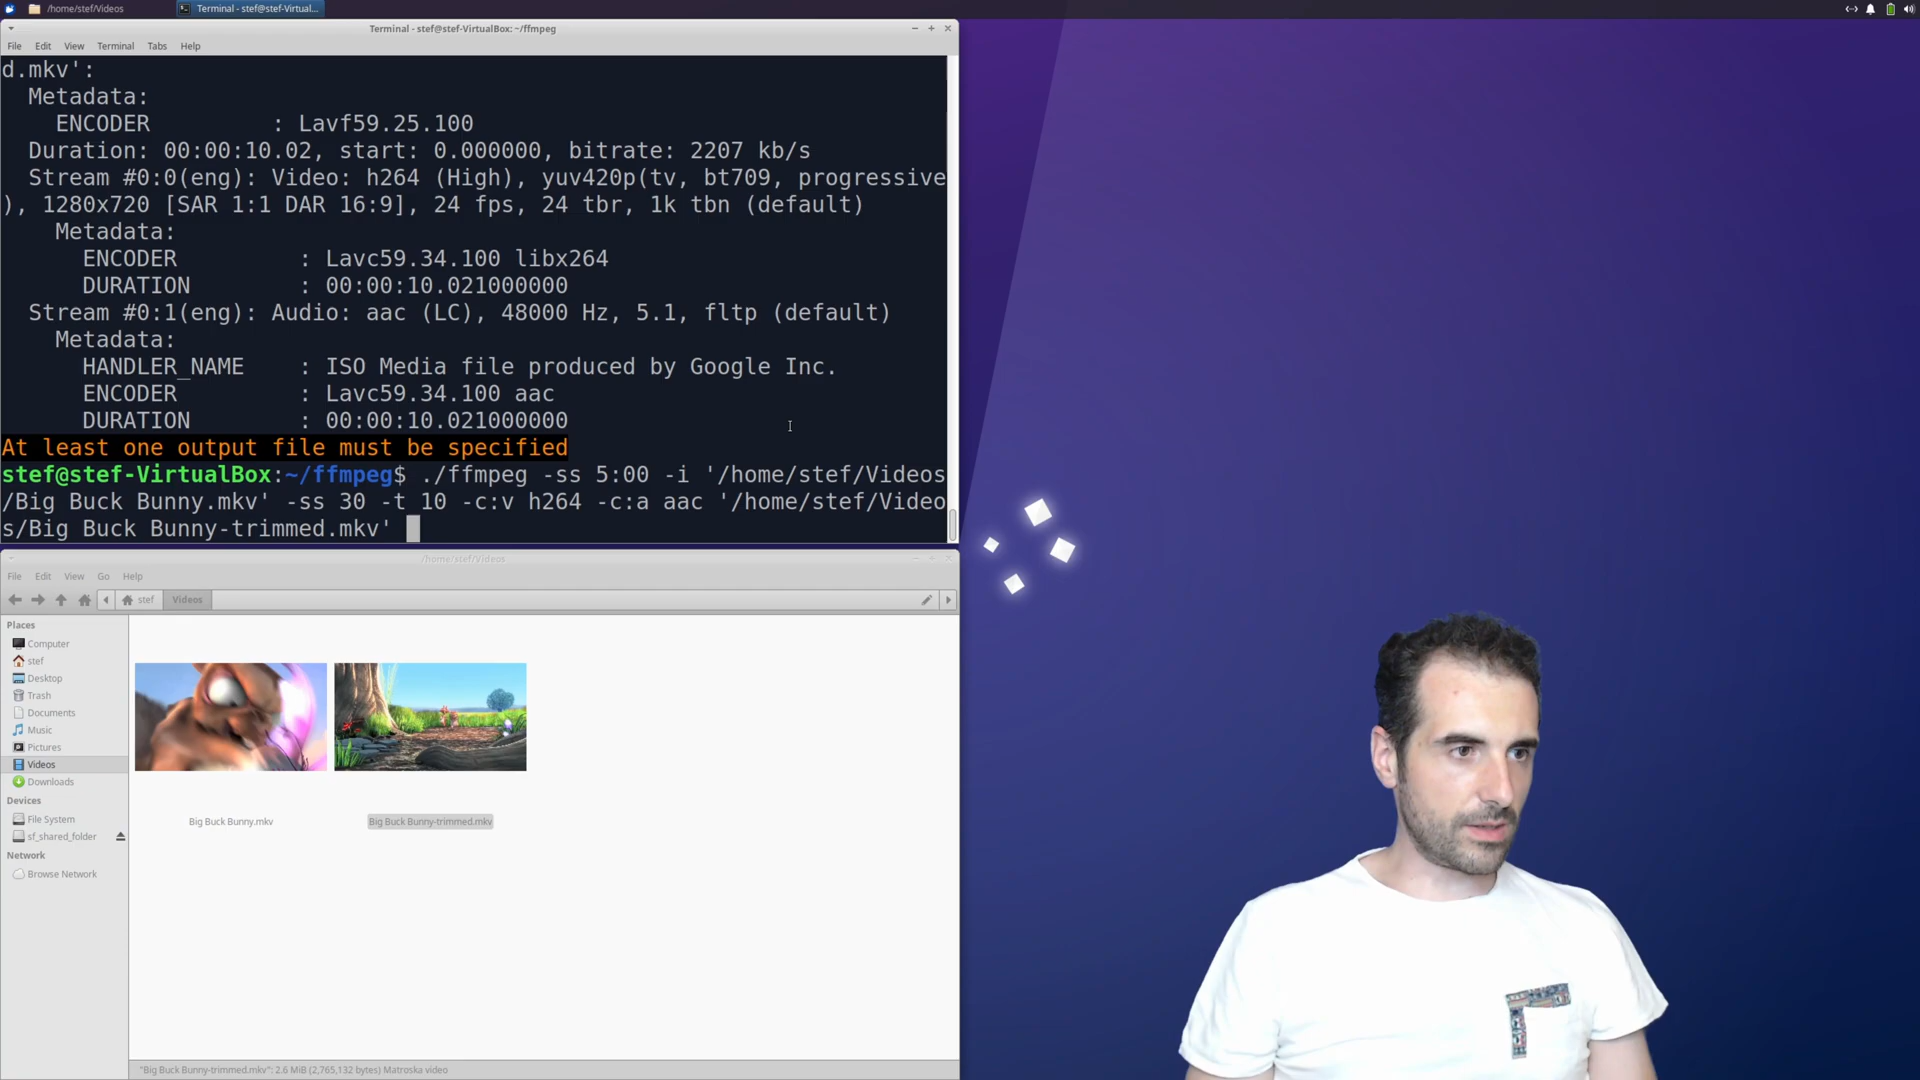 /home/stef/Videos
Terminal - stef@stef-Virtual...
Terminal - stef@stef-VirtualBox: ~/ffmpeg
File Edit View Terminal Tabs Help
d.mkv':
Metadata:
ENCODER : Lavf59.25.100
Duration: 00:00:10.02, start: 0.000000, bitrate: 2207 kb/s
Stream #0:0(eng): Video: h264 (High), yuv420p(tv, bt709, progressive
), 1280x720 [SAR 1:1 DAR 16:9], 24 fps, 24 tbr, 1k tbn (default)
Metadata:
ENCODER : Lavc59.34.100 libx264
DURATION : 00:00:10.021000000
Stream #0:1(eng): Audio: aac (LC), 48000 Hz, 5.1, fltp (default)
Metadata:
HANDLER_NAME : ISO Media file produced by Google Inc.
ENCODER : Lavc59.34.100 aac
DURATION : 00:00:10.021000000
At least one output file must be specified
stef@stef-VirtualBox:~/ffmpeg$ ./ffmpeg -ss 5:00 -i '/home/stef/Videos
/Big Buck Bunny.mkv' -ss 30 -t 10 -c:v h264 -c:a aac '/home/stef/Video
s/Big Buck Bunny-trimmed.mkv'
/home/stef/Videos
File Edit View Go Help
stef Videos
Places
Computer
stef
Desktop
Trash
Documents
Music
Pictures
Videos
Downloads
Devices
File System
sf_shared_folder
Network
Browse Network
Big Buck Bunny.mkv
Big Buck Bunny-trimmed.mkv
"Big Buck Bunny-trimmed.mkv": 2.6 MiB (2,765,132 bytes) Matroska video